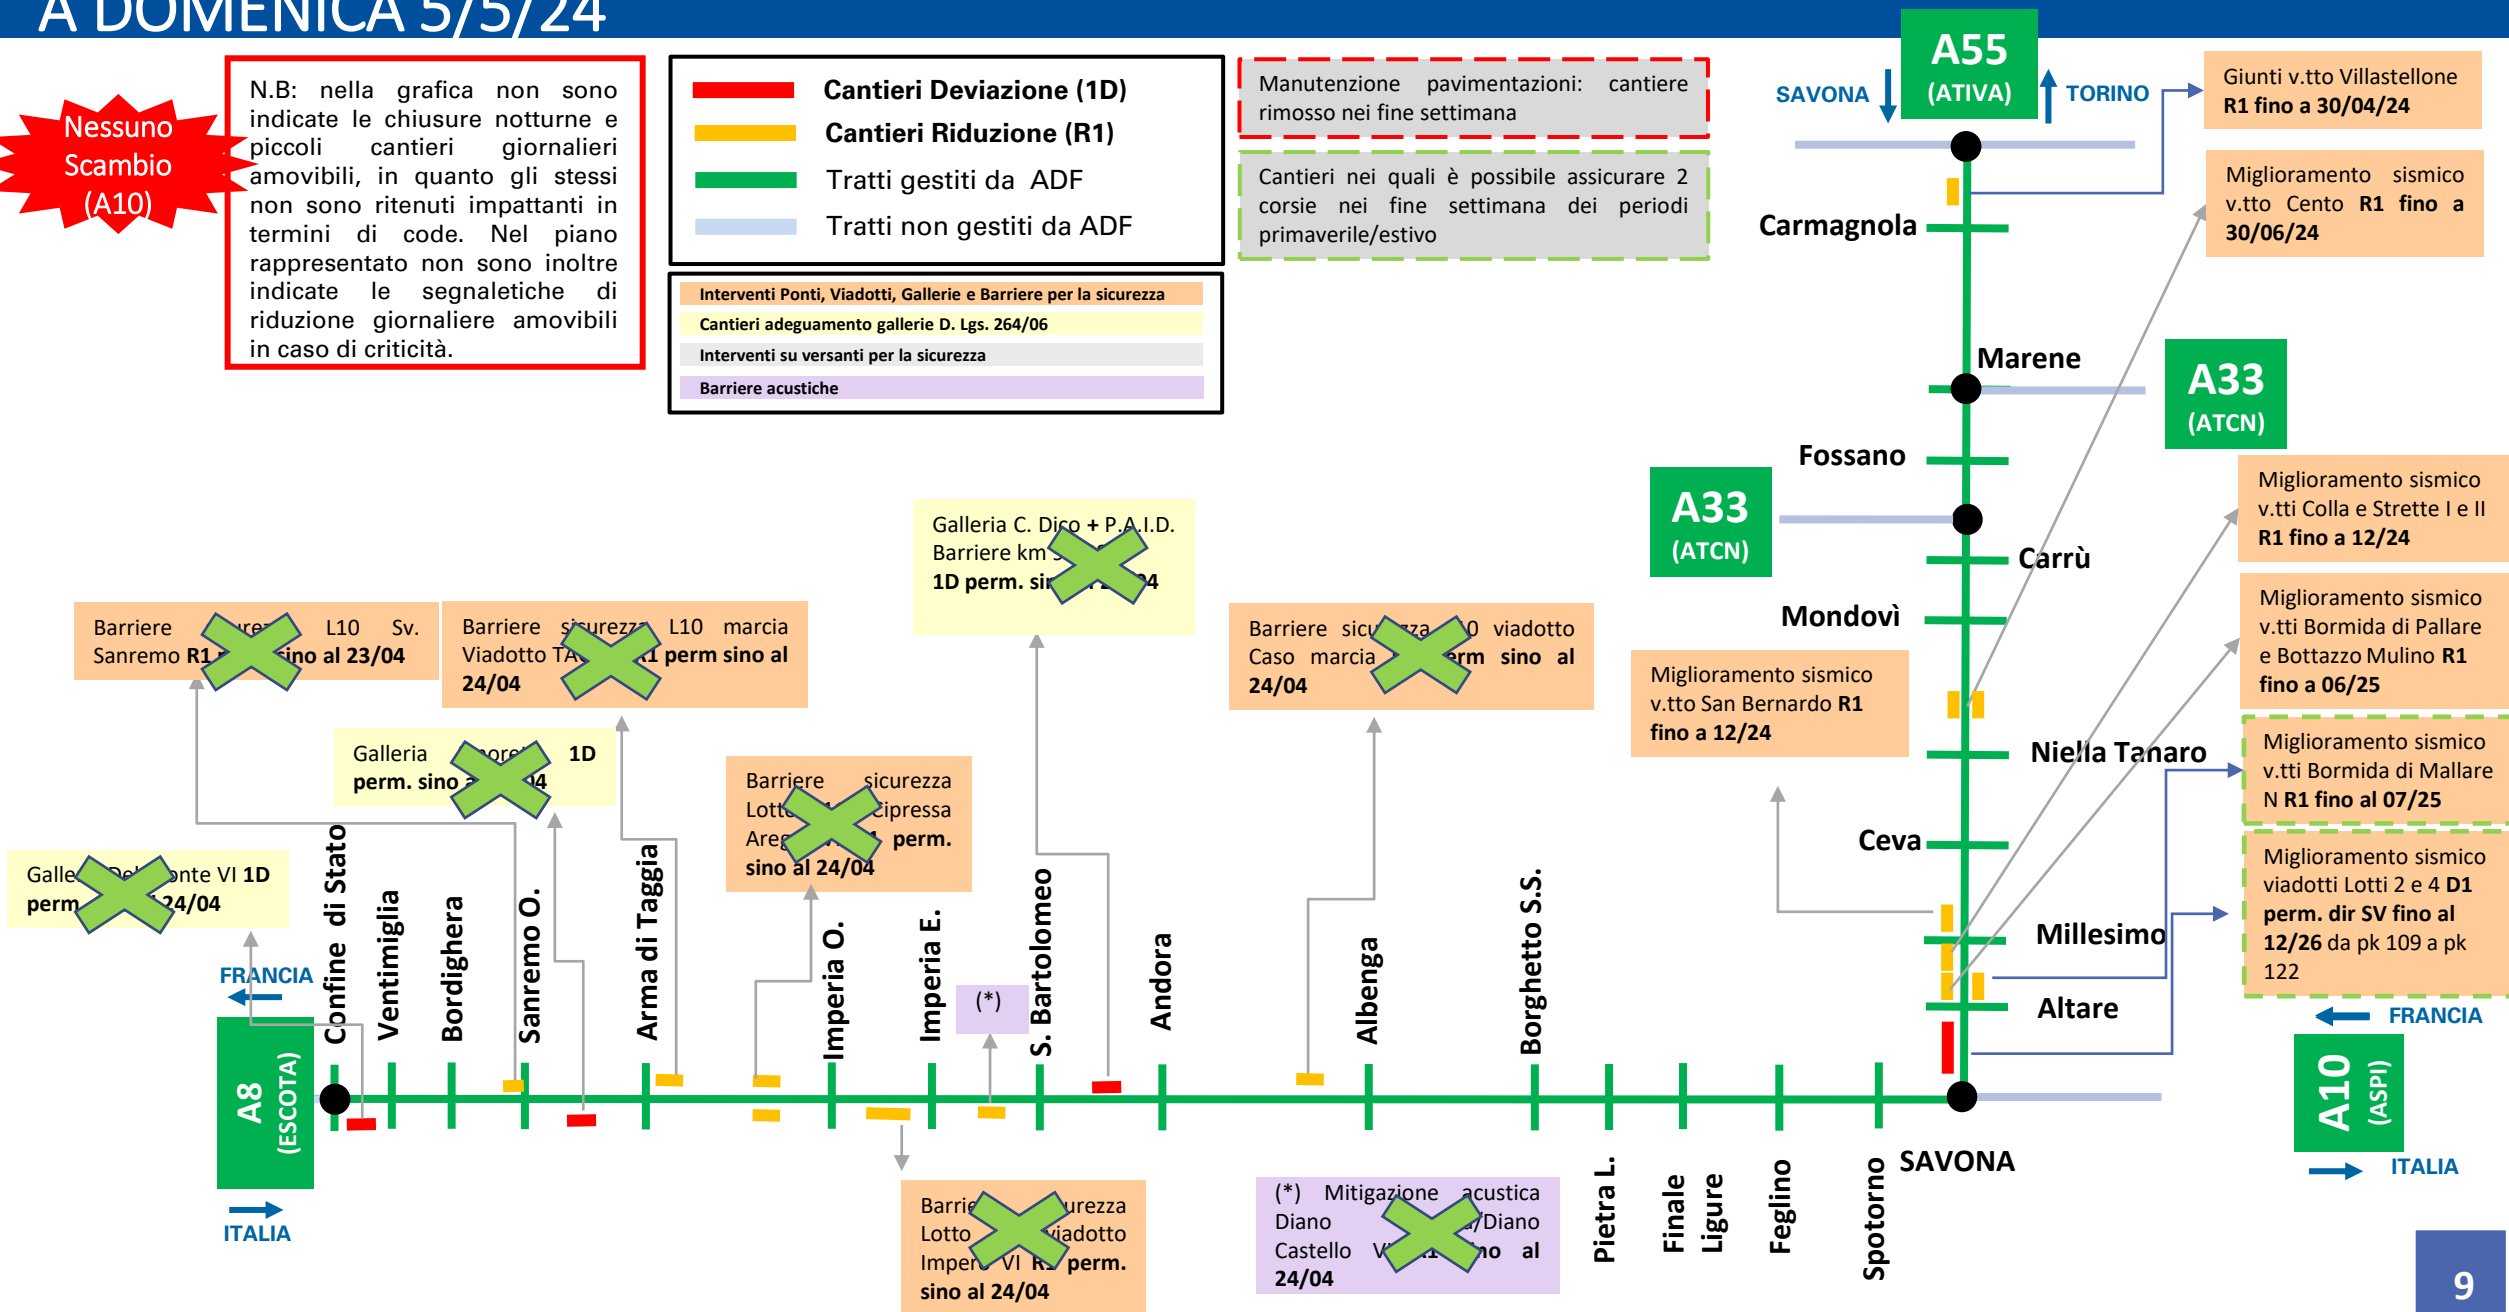 A DOMENICA 5/5/24
Nessuno
Scambio
(A10)
N.B: nella grafica non sono
indicate le chiusure notturne e
piccoli cantieri giornalieri
amovibili, in quanto gli stessi
non sono ritenuti impattanti in
termini di code. Nel piano
rappresentato non sono inoltre
indicate le segnaletiche di
riduzione giornaliere amovibili
in caso di criticità.
Cantieri Deviazione (1D)
Cantieri Riduzione (R1)
Tratti gestiti da ADF
Tratti non gestiti da ADF
Interventi Ponti, Viadotti, Gallerie e Barriere per la sicurezza
Cantieri adeguamento gallerie D. Lgs. 264/06
Interventi su versanti per la sicurezza
Barriere acustiche
Manutenzione pavimentazioni: cantiere
rimosso nei fine settimana
Cantieri nei quali è possibile assicurare 2
corsie nei fine settimana dei periodi
primaverile/estivo
SAVONA
A55
(ATIVA)
TORINO
Giunti v.tto Villastellone
R1 fino a 30/04/24
Miglioramento sismico
v.tto Cento R1 fino a
30/06/24
Carmagnola
Marene
A33
(ATCN)
Fossano
A33
(ATCN)
Carrù
Mondovì
Niella Tanaro
Ceva
Millesimo
Altare
SAVONA
Miglioramento sismico
v.tti Colla e Strette I e II
R1 fino a 12/24
Miglioramento sismico
v.tti Bormida di Pallare
e Bottazzo Mulino R1
fino a 06/25
Miglioramento sismico
v.tti Bormida di Mallare
N R1 fino al 07/25
Miglioramento sismico
viadotti Lotti 2 e 4 D1
perm. dir SV fino al
12/26 da pk 109 a pk
122
Miglioramento sismico
v.tto San Bernardo R1
fino a 12/24
Galleria C. Dico + P.A.I.D.
Barriere km
1D perm.
Barriere L10 Sv.
Sanremo R1 sino al 23/04
Barriere sicurezza L10 marcia
Viadotto perm sino al
24/04
Barriere viadotto
Caso marcia perm sino al
24/04
Galleria 1D
perm. sino
Barriere sicurezza
Cipressa
perm.
sino al 24/04
1D
perm 24/04
Confine di Stato
Ventimiglia
Bordighera
Sanremo O.
Arma di Taggia
Imperia O.
Imperia E.
S. Bartolomeo
Andora
Albenga
Borghetto S.S.
Pietra L.
Finale
Ligure
Feglino
Spotorno
(*)
FRANCIA
A8
(ESCOTA)
ITALIA
FRANCIA
A10
(ASPI)
ITALIA
Lotto viadotto
Impero VI R1 perm.
sino al 24/04
(*) Mitigazione acustica
Diano /Diano
Castello al
24/04
9